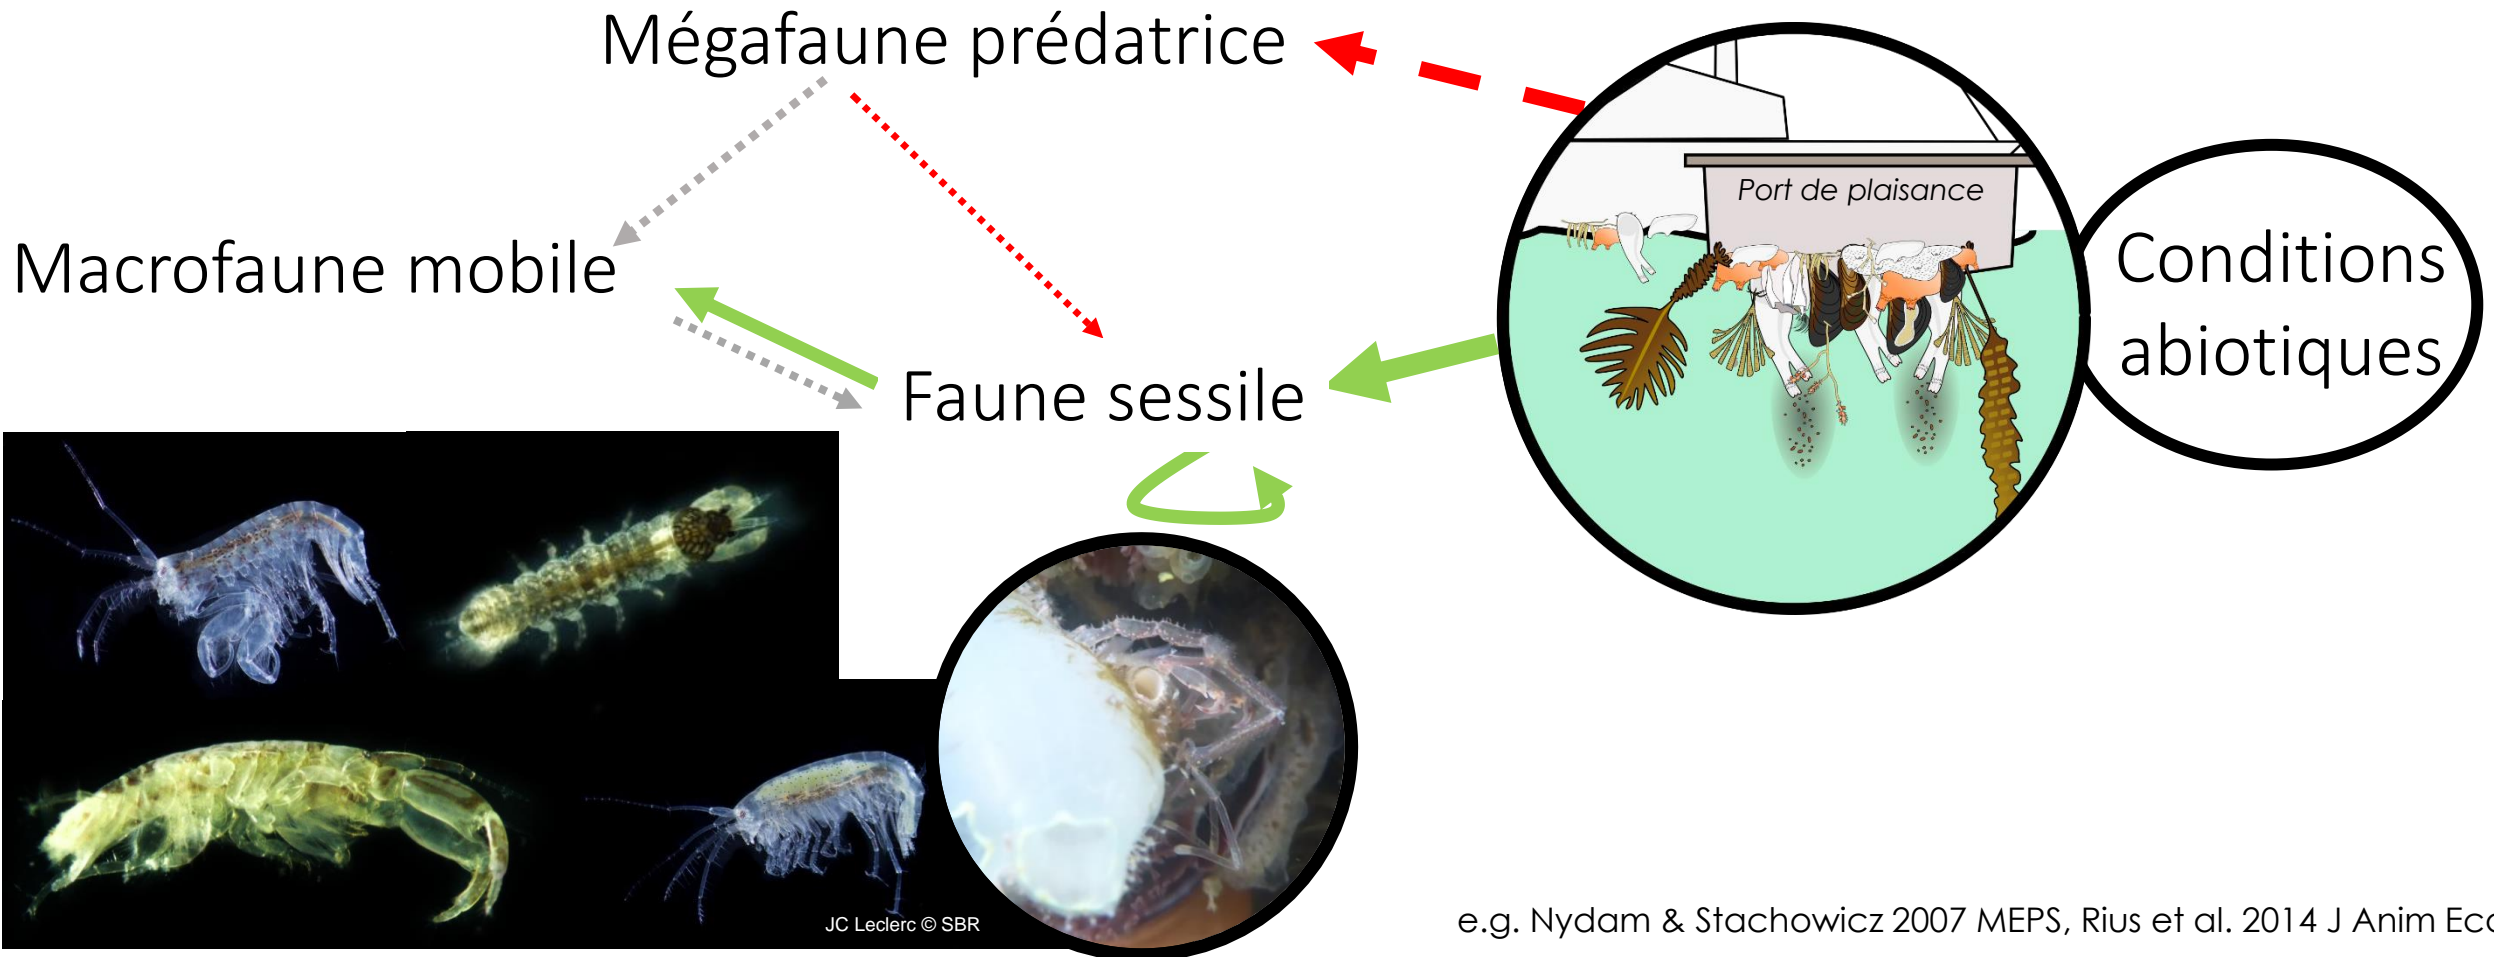 Mégafaune prédatrice
Port de plaisance
Macrofaune mobile
Conditions
abiotiques
Faune sessile
JC Leclerc © SBR
e.g. Nydam & Stachowicz 2007 MEPS, Rius et al. 2014 J Anim Eco